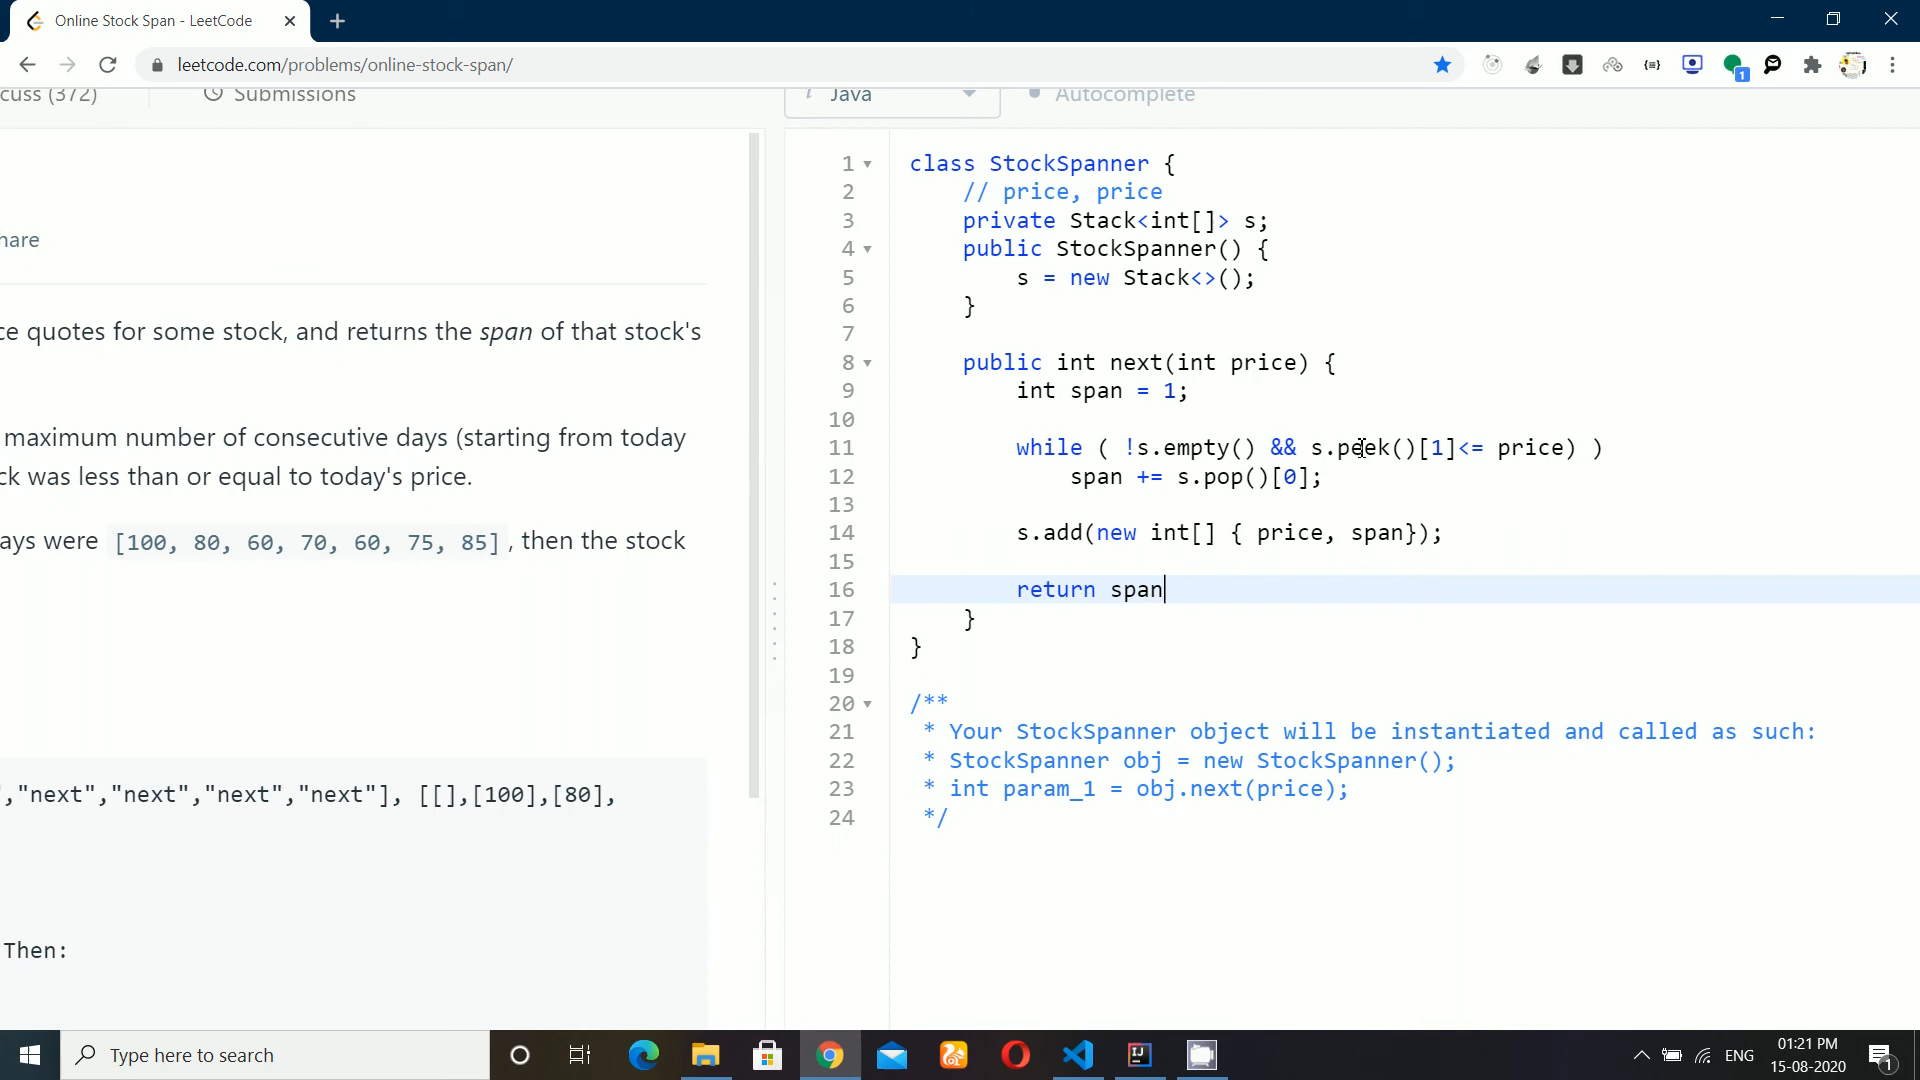 Online Stock Span - LeetCode
leetcode.com/problems/online-stock-span/
cuss (372) Submissions
Java Autocomplete
hare
ce quotes for some stock, and returns the span of that stock's
maximum number of consecutive days (starting from today
ck was less than or equal to today's price.
ays were [100, 80, 60, 70, 60, 75, 85], then the stock
,"next","next","next","next"], [[],[100],[80],
Then:
1 class StockSpanner {
2 // price, price
3 private Stack<int[]> s;
4 public StockSpanner() {
5 s = new Stack<>();
6 }
7
8 public int next(int price) {
9 int span = 1;
10
11 while ( !s.empty() && s.peek()[1]<= price) )
12 span += s.pop()[0];
13
14 s.add(new int[] { price, span});
15
16 return span
17 }
18 }
19
20 /**
21 * Your StockSpanner object will be instantiated and called as such:
22 * StockSpanner obj = new StockSpanner();
23 * int param_1 = obj.next(price);
24 */
Type here to search
ENG
01:21 PM
15-08-2020
1
1